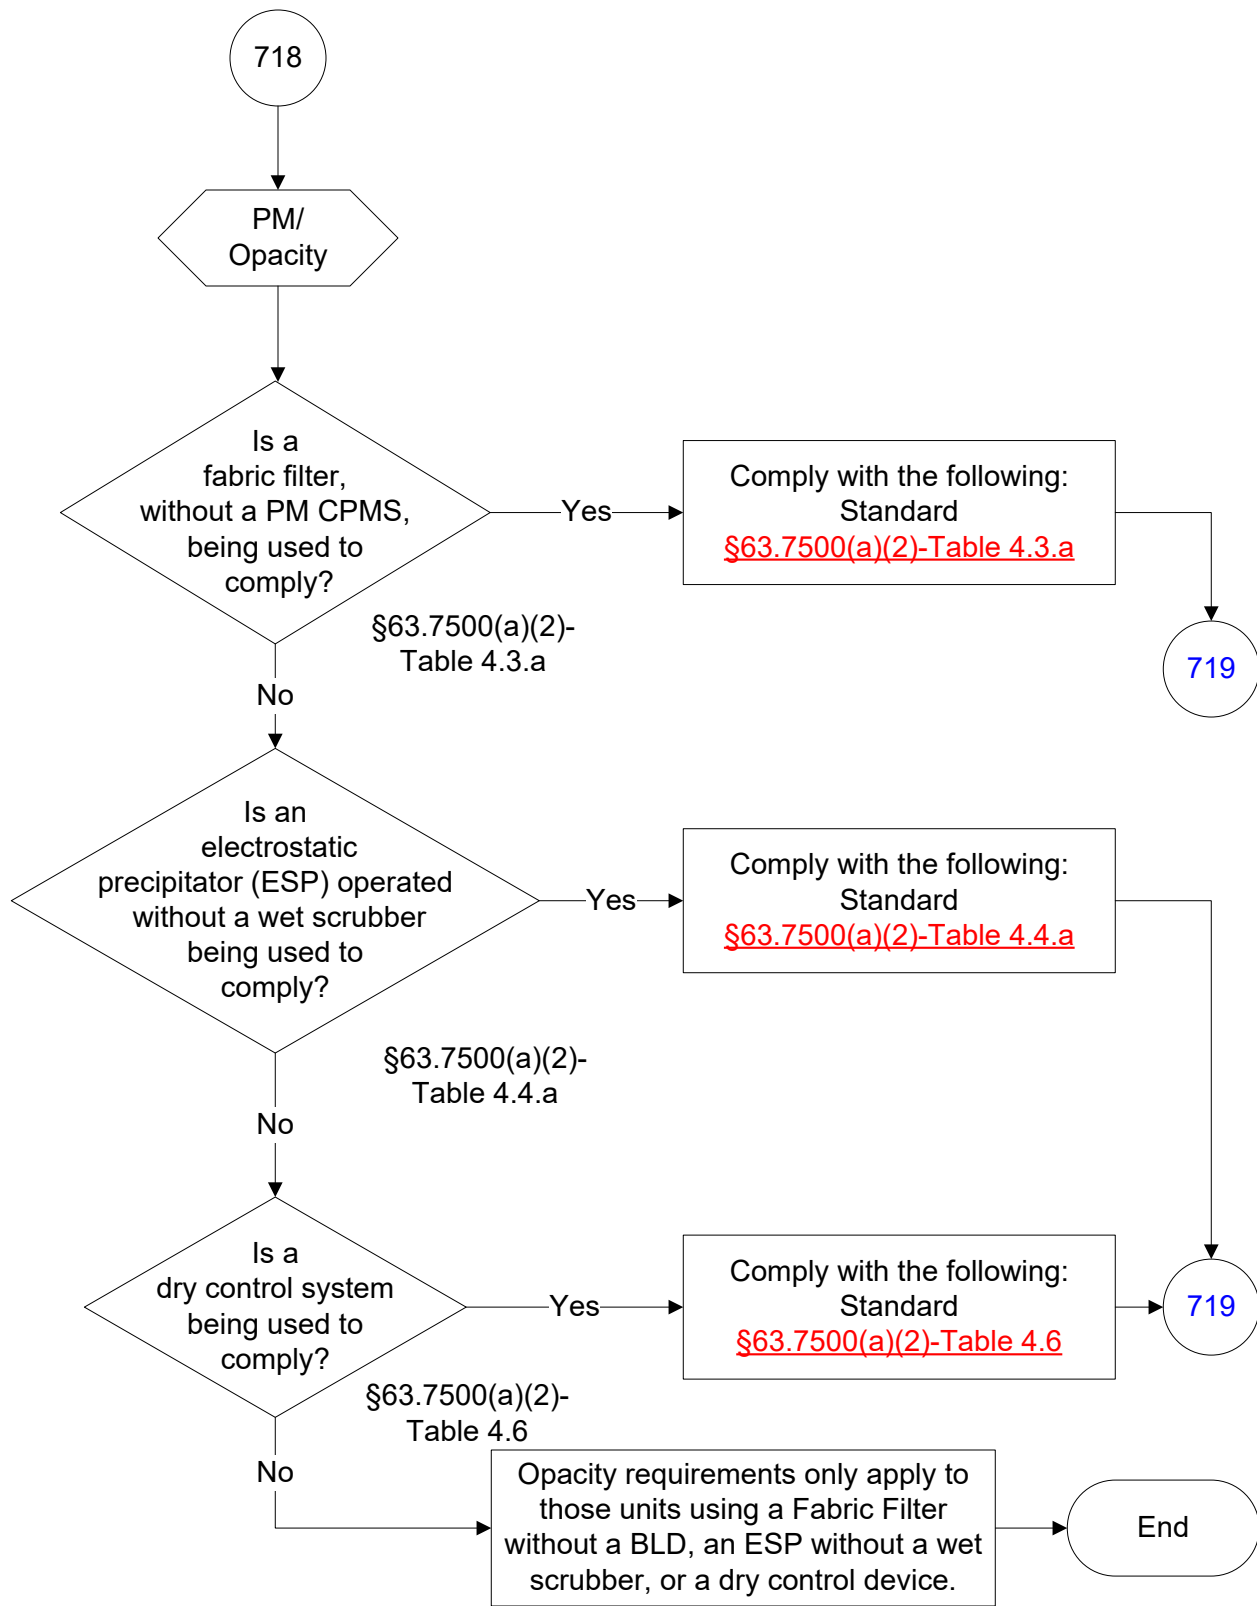 718
PM/
Opacity
Is a
fabric filter,
without a PM CPMS,
being used to
comply?
Yes
Comply with the following:
Standard
§63.7500(a)(2)-Table 4.3.a
§63.7500(a)(2)-
Table 4.3.a
719
No
Is an
electrostatic
precipitator (ESP) operated
without a wet scrubber
being used to
comply?
Yes
Comply with the following:
Standard
§63.7500(a)(2)-Table 4.4.a
§63.7500(a)(2)-
Table 4.4.a
No
Is a
dry control system
being used to
comply?
Yes
Comply with the following:
Standard
§63.7500(a)(2)-Table 4.6
719
§63.7500(a)(2)-
Table 4.6
No
Opacity requirements only apply to
those units using a Fabric Filter
without a BLD, an ESP without a wet
scrubber, or a dry control device.
End